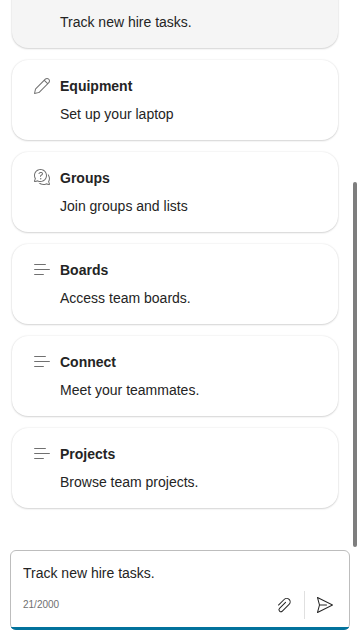 Track new hire tasks.
Equipment
Set up your laptop
Groups
Join groups and lists
Boards
Access team boards.
Connect
Meet your teammates.
Projects
Browse team projects.
Track new hire tasks.
21/2000